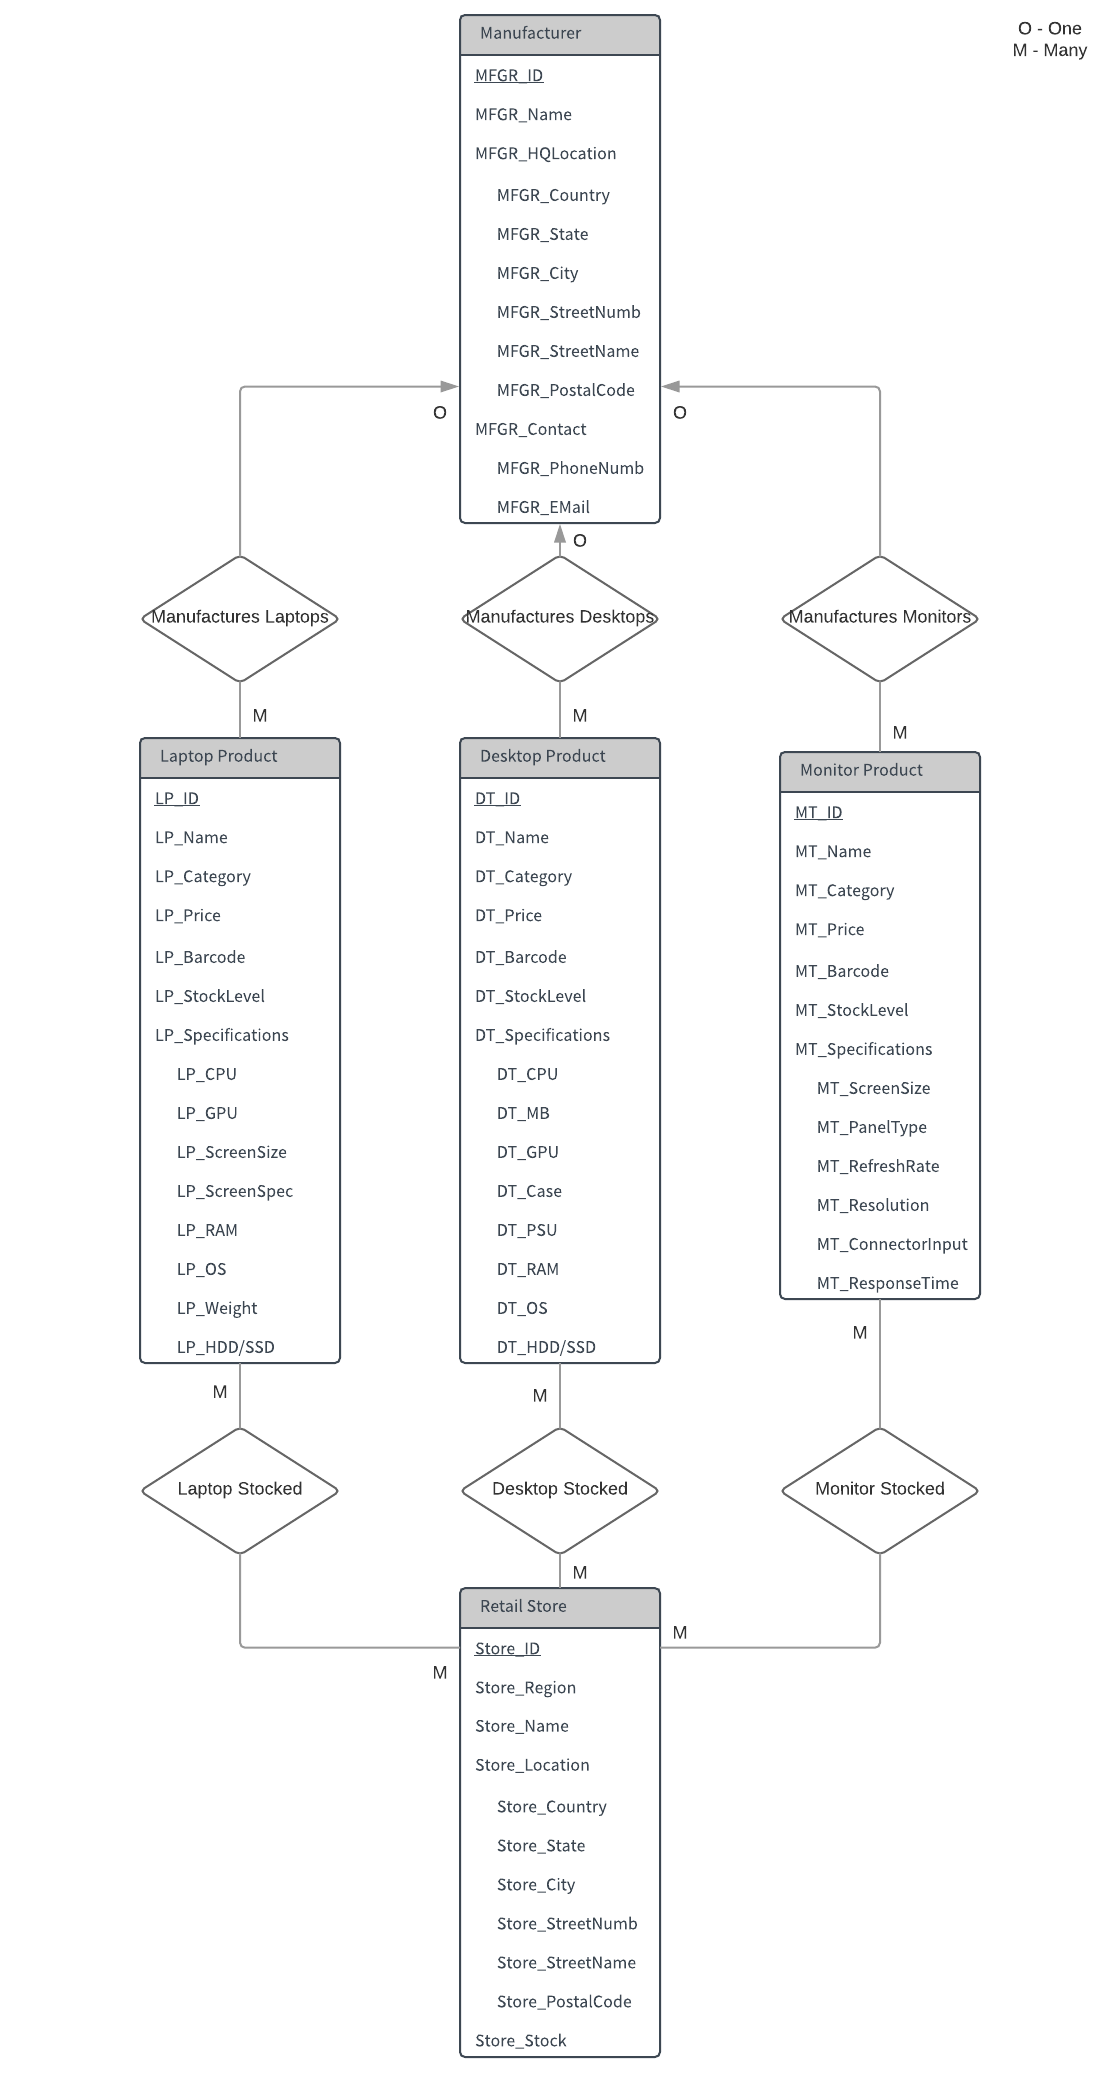 Manufacturer
O - One
M - Many
MFGR_ID
MFGR_Name
MFGR_HQLocation
MFGR_Country
MFGR_State
MFGR_City
MFGR_StreetNumb
MFGR_StreetName
MFGR_PostalCode
O
O
MFGR_Contact
MFGR_PhoneNumb
MFGR_EMail
O
Manufactures Laptops
Manufactures Desktops
Manufactures Monitors
M
M
M
Laptop Product
LP_ID
LP_Name
LP_Category
LP_Price
LP_Barcode
LP_StockLevel
LP_Specifications
LP_CPU
LP_GPU
LP_ScreenSize
LP_ScreenSpec
LP_RAM
LP_OS
LP_Weight
LP_HDD/SSD
Desktop Product
DT_ID
DT_Name
DT_Category
DT_Price
DT_Barcode
DT_StockLevel
DT_Specifications
DT_CPU
DT_MB
DT_GPU
DT_Case
DT_PSU
DT_RAM
DT_OS
DT_HDD/SSD
Monitor Product
MT_ID
MT_Name
MT_Category
MT_Price
MT_Barcode
MT_StockLevel
MT_Specifications
MT_ScreenSize
MT_PanelType
MT_RefreshRate
MT_Resolution
MT_ConnectorInput
MT_ResponseTime
M
M
M
Laptop Stocked
Desktop Stocked
Monitor Stocked
M
M
M
Retail Store
Store_ID
Store_Region
Store_Name
Store_Location
Store_Country
Store_State
Store_City
Store_StreetNumb
Store_StreetName
Store_PostalCode
Store_Stock